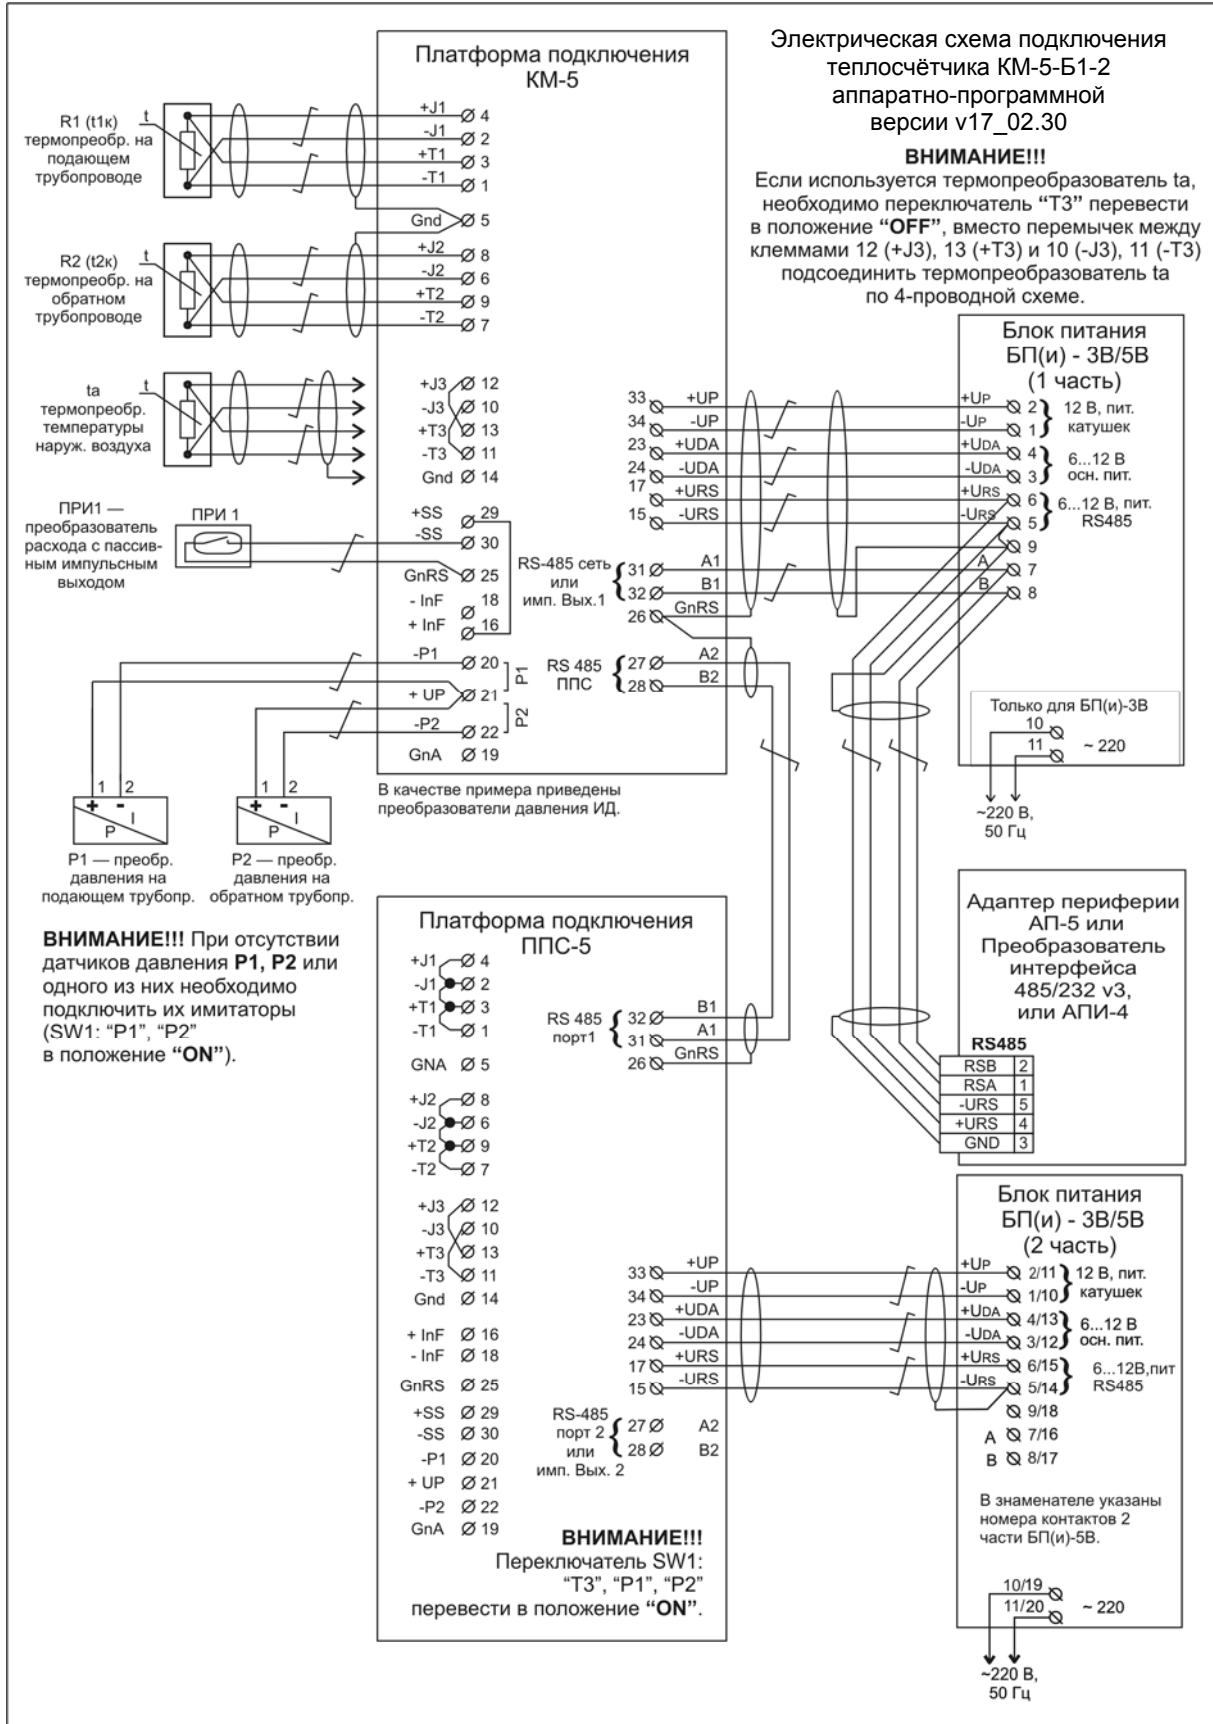 Электрическая схема подключения
теплосчётчика КМ-5-Б1-2
аппаратно-программной
версии v17_02.30
ВНИМАНИЕ!!!
Если используется термопреобразователь ta,
необходимо переключатель “Т3” перевести
в положение “OFF”, вместо перемычек между
клеммами 12 (+J3), 13 (+T3) и 10 (-J3), 11 (-T3)
подсоединить термопреобразователь ta
по 4-проводной схеме.
Платформа подключения
КМ-5
R1 (t1к)
термопреобр. на
подающем
трубопроводе
t
+J1 4
-J1 2
+T1 3
-T1 1
Gnd 5
R2 (t2к)
термопреобр. на
обратном
трубопроводе
t
+J2 8
-J2 6
+T2 9
-T2 7
ta
термопреобр.
температуры
наруж. воздуха
t
+J3 12
-J3 10
+T3 13
-T3 11
Gnd 14
ПРИ1 —
преобразователь
расхода с пассив-
ным импульсным
выходом
ПРИ 1
+SS 29
-SS 30
GnRS 25
- InF 18
+ InF 16
-P1 20
+ UP 21
-P2 22
GnA 19
P1
P2
33 +UP
34 -UP
23 +UDA
24 -UDA
17 +URS
15 -URS
RS-485 сеть
или
имп. Вых.1
31 A1
32 B1
26 GnRS
RS 485
ППС
27 A2
28 B2
Блок питания
БП(и) - 3В/5В
(1 часть)
+UP 2
-UP 1
12 В, пит.
катушек
+UDA 4
-UDA 3
6...12 В
осн. пит.
+URS 6
-URS 5
6...12 В, пит.
RS485
9
A 7
B 8
Только для БП(и)-3В
10
11
~ 220
~220 В,
50 Гц
В качестве примера приведены
преобразователи давления ИД.
1 2
+ -
P I
1 2
+ -
P I
P1 — преобр.
давления на
подающем трубопр.
P2 — преобр.
давления на
обратном трубопр.
ВНИМАНИЕ!!! При отсутствии
датчиков давления P1, P2 или
одного из них необходимо
подключить их имитаторы
(SW1: “P1”, “P2”
в положение “ON”).
Адаптер периферии
АП-5 или
Преобразователь
интерфейса
485/232 v3,
или АПИ-4
RS485
RSB 2
RSA 1
-URS 5
+URS 4
GND 3
Платформа подключения
ППС-5
+J1 4
-J1 2
+T1 3
-T1 1
GNA 5
+J2 8
-J2 6
+T2 9
-T2 7
+J3 12
-J3 10
+T3 13
-T3 11
Gnd 14
+ InF 16
- InF 18
GnRS 25
+SS 29
-SS 30
-P1 20
+ UP 21
-P2 22
GnA 19
RS 485
порт1
32 B1
31 A1
26 GnRS
33 +UP
34 -UP
23 +UDA
24 -UDA
17 +URS
15 -URS
RS-485
порт 2
или
имп. Вых. 2
27 A2
28 B2
ВНИМАНИЕ!!!
Переключатель SW1:
“T3”, “P1”, “P2”
перевести в положение “ON”.
Блок питания
БП(и) - 3В/5В
(2 часть)
+UP 2/11
-UP 1/10
12 В, пит.
катушек
+UDA 4/13
-UDA 3/12
6...12 В
осн. пит.
+URS 6/15
-URS 5/14
6...12В,пит
RS485
9/18
A 7/16
B 8/17
В знаменателе указаны
номера контактов 2
части БП(и)-5В.
10/19
11/20
~ 220
~220 В,
50 Гц